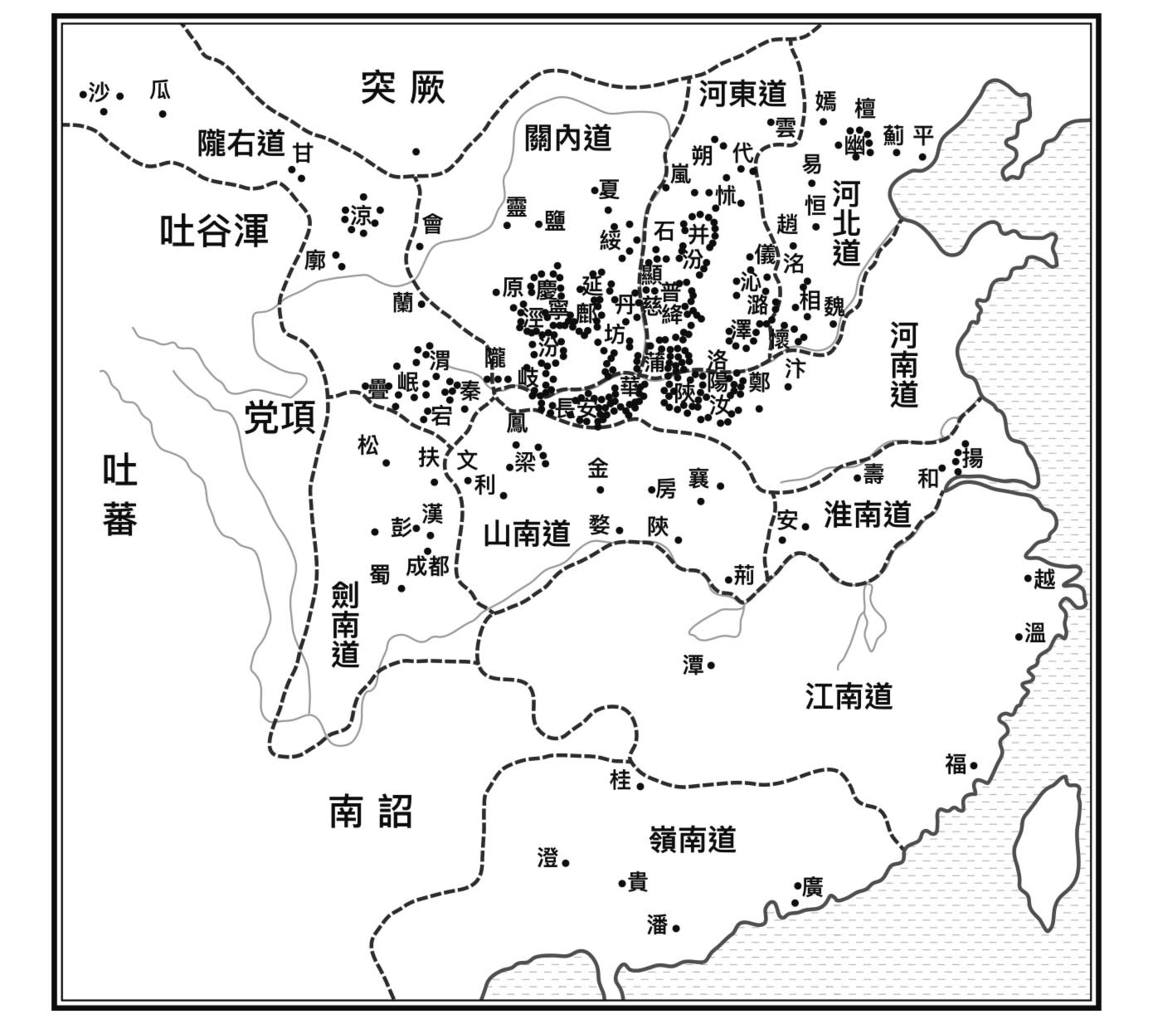 突厥
河東道
嬀
檀
沙
瓜
隴右道
甘
關內道
雲
幽
薊
平
朔
代
易
嵐
夏
忻
恒
河北道
涼
靈
鹽
吐谷渾
會
綏
石
并
趙
汾
儀
洺
廓
原
慶
延
顯
沁
蘭
寧
鄜
丹
慈
普
絳
潞
相
魏
涇
坊
澤
懷
河南道
渭
汾
隴
蒲
洛陽
汴
疊
岷
秦
岐
華
陝
鄭
宕
長安
汝
党項
鳳
松
扶
文
梁
金
襄
揚
吐蕃
利
房
壽
和
漢
彭
山南道
婺
陝
安
淮南道
成都
蜀
荊
越
劍南道
溫
潭
江南道
福
桂
南詔
嶺南道
澄
貴
廣
潘